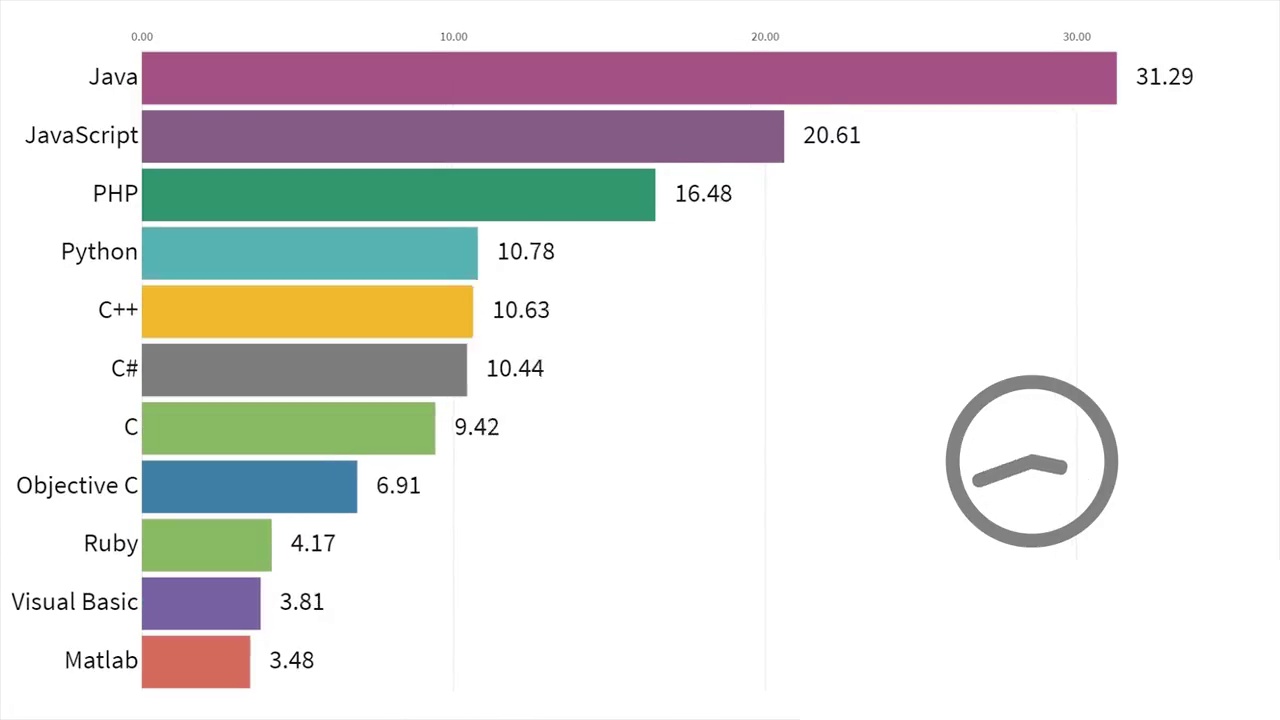 0.00 10.00 20.00 30.00
Java 31.29
JavaScript 20.61
PHP 16.48
Python 10.78
C++ 10.63
C# 10.44
C 9.42
Objective C 6.91
Ruby 4.17
Visual Basic 3.81
Matlab 3.48